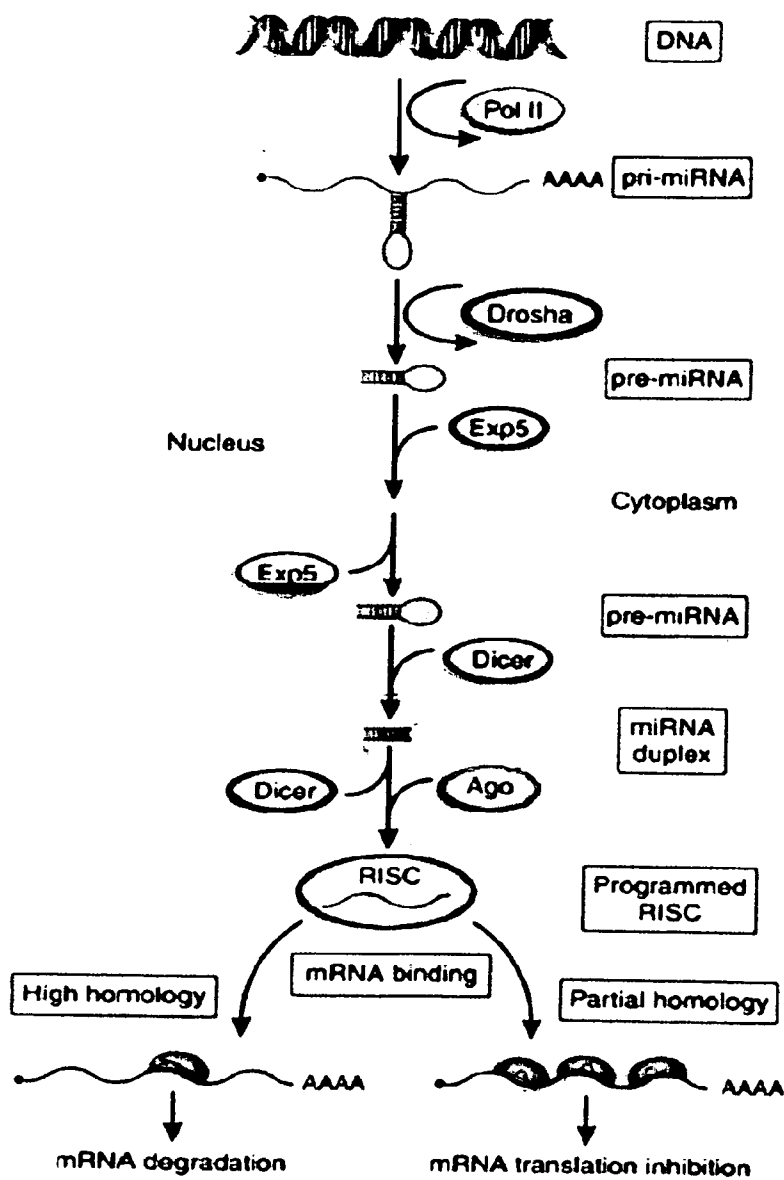 DNA
Pol II
AAAA
pri-miRNA
Drosha
pre-miRNA
Exp5
Nucleus
Cytoplasm
Exp5
pre-miRNA
Dicer
miRNA
duplex
Dicer
Ago
RISC
Programmed
RISC
mRNA binding
High homology
Partial homology
AAAA
AAAA
mRNA degradation
mRNA translation inhibition